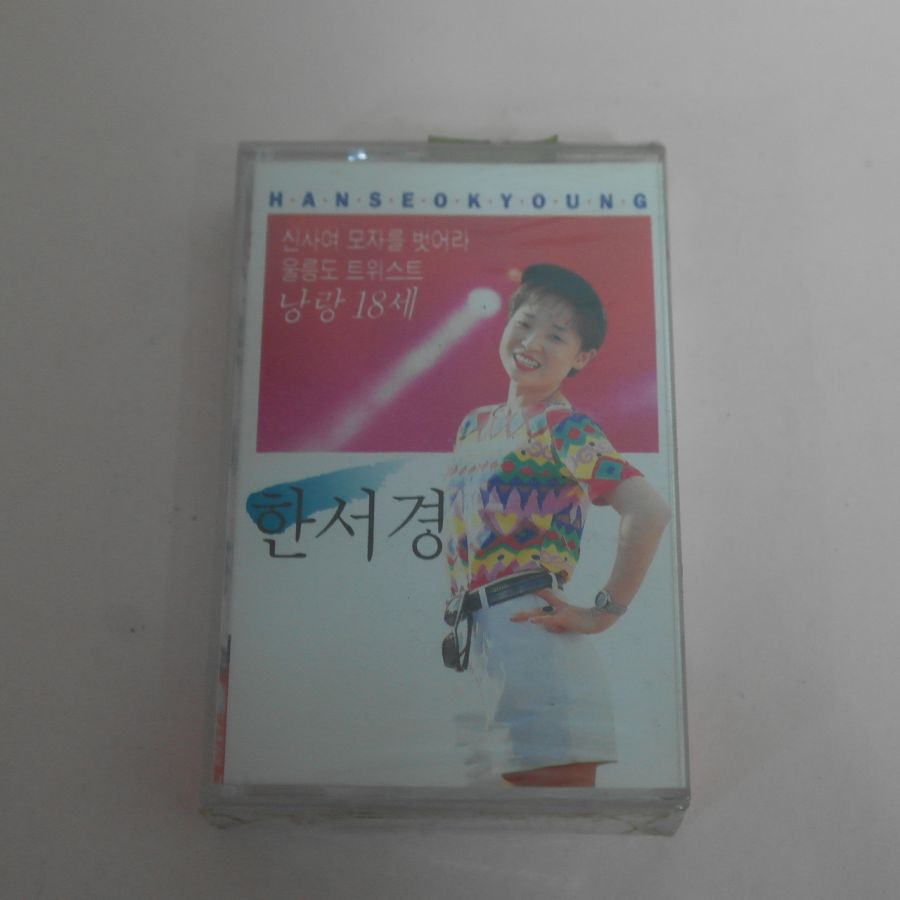 H·A·N·S·E·O·K·Y·O·U·N·G
신사여 모자를 벗어라
울릉도 트위스트
낭랑 18세
한서경